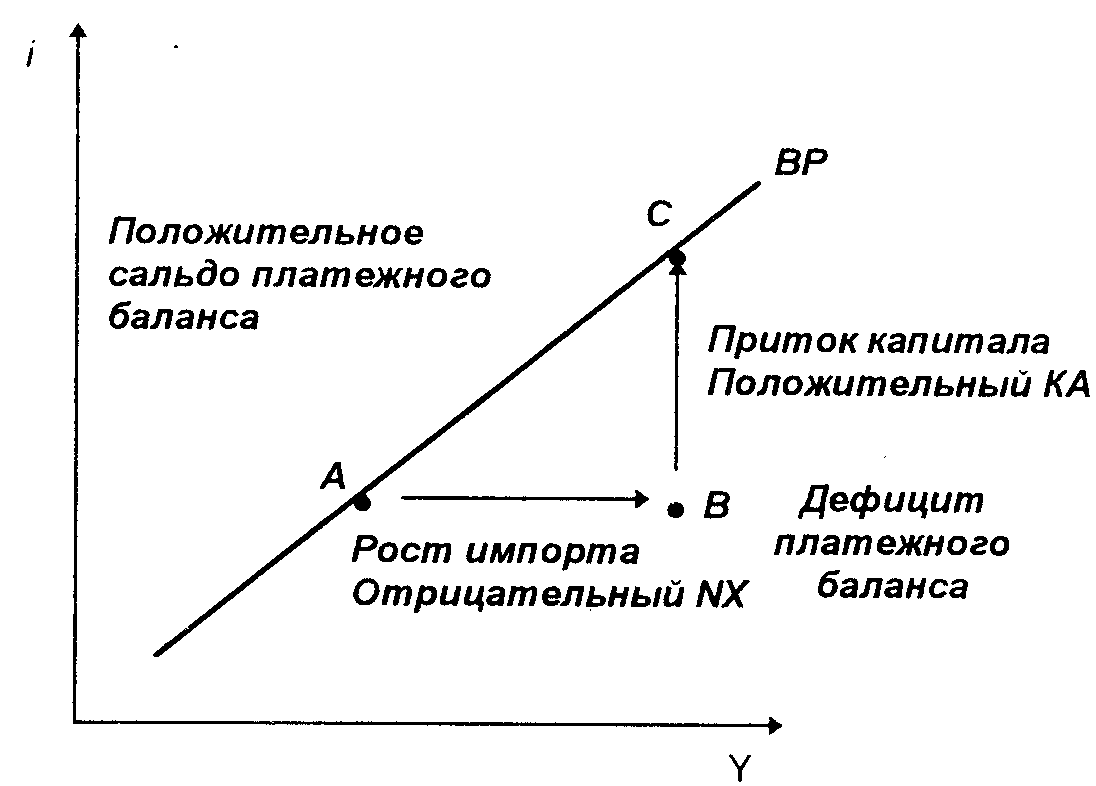 i
BP
C
Положительное
сальдо платежного
баланса
Приток капитала
Положительный КА
A
B
Дефицит
платежного
баланса
Рост импорта
Отрицательный NX
Y